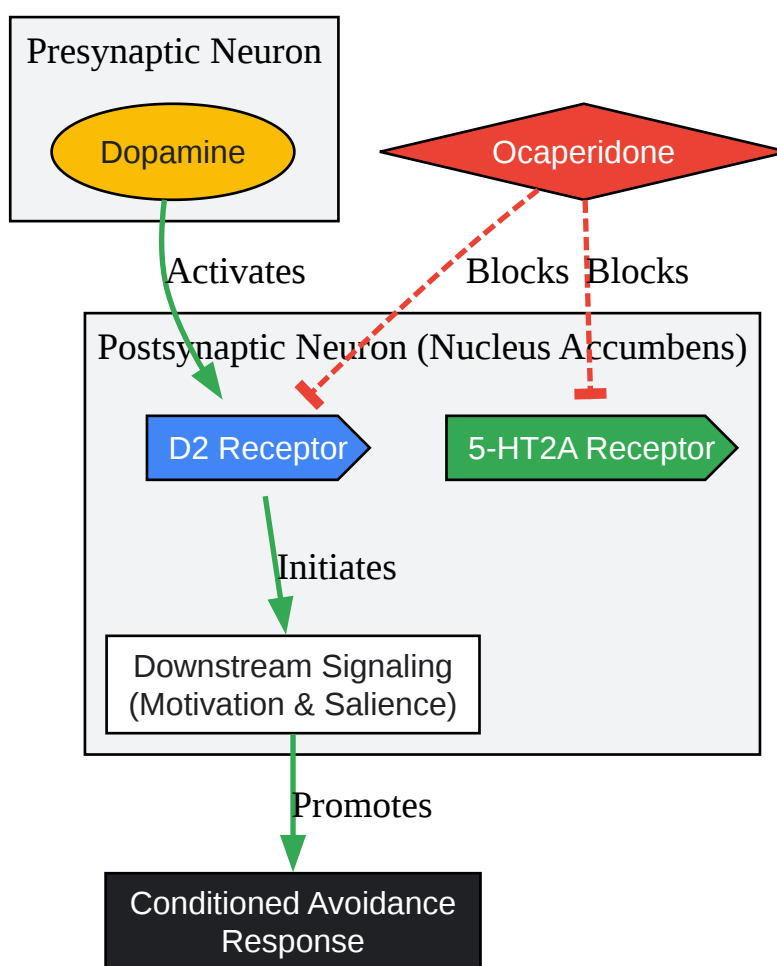 Presynaptic Neuron
Dopamine
Ocaperidone
Activates
Blocks
Blocks
Postsynaptic Neuron (Nucleus Accumbens)
D2 Receptor
5-HT2A Receptor
Initiates
Downstream Signaling
(Motivation & Salience)
Promotes
Conditioned Avoidance
Response